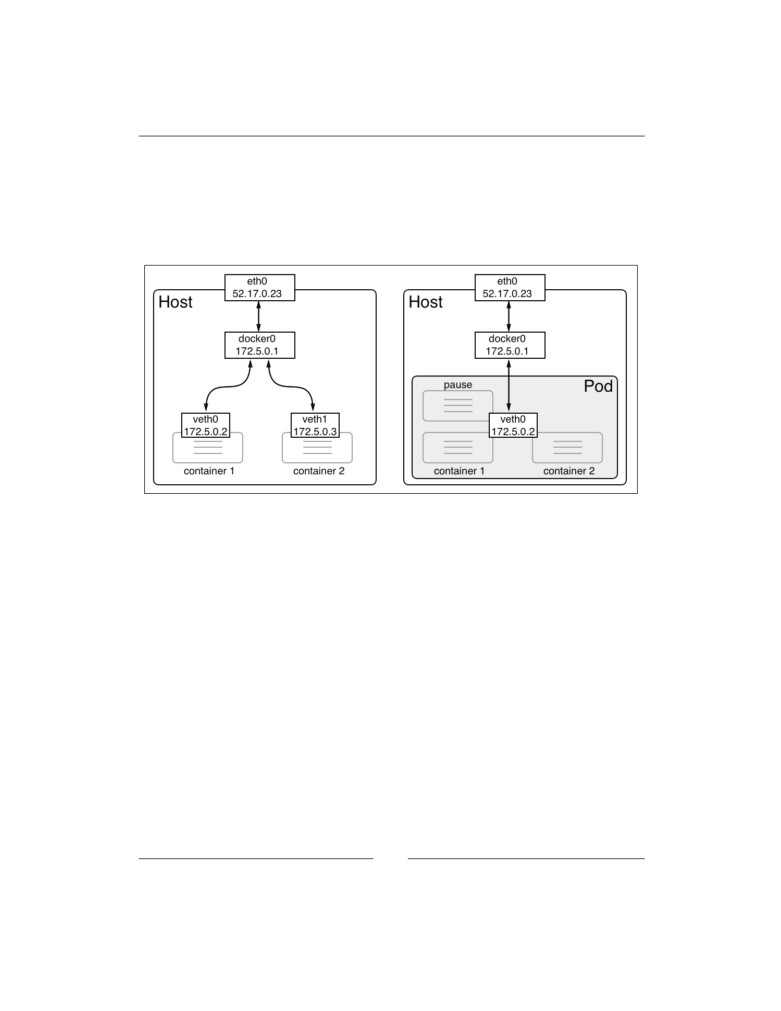 eth0
52.17.0.23
Host
docker0
172.5.0.1
veth0
172.5.0.2
veth1
172.5.0.3
container 1
container 2
eth0
52.17.0.23
Host
docker0
172.5.0.1
pause
Pod
veth0
172.5.0.2
container 1
container 2